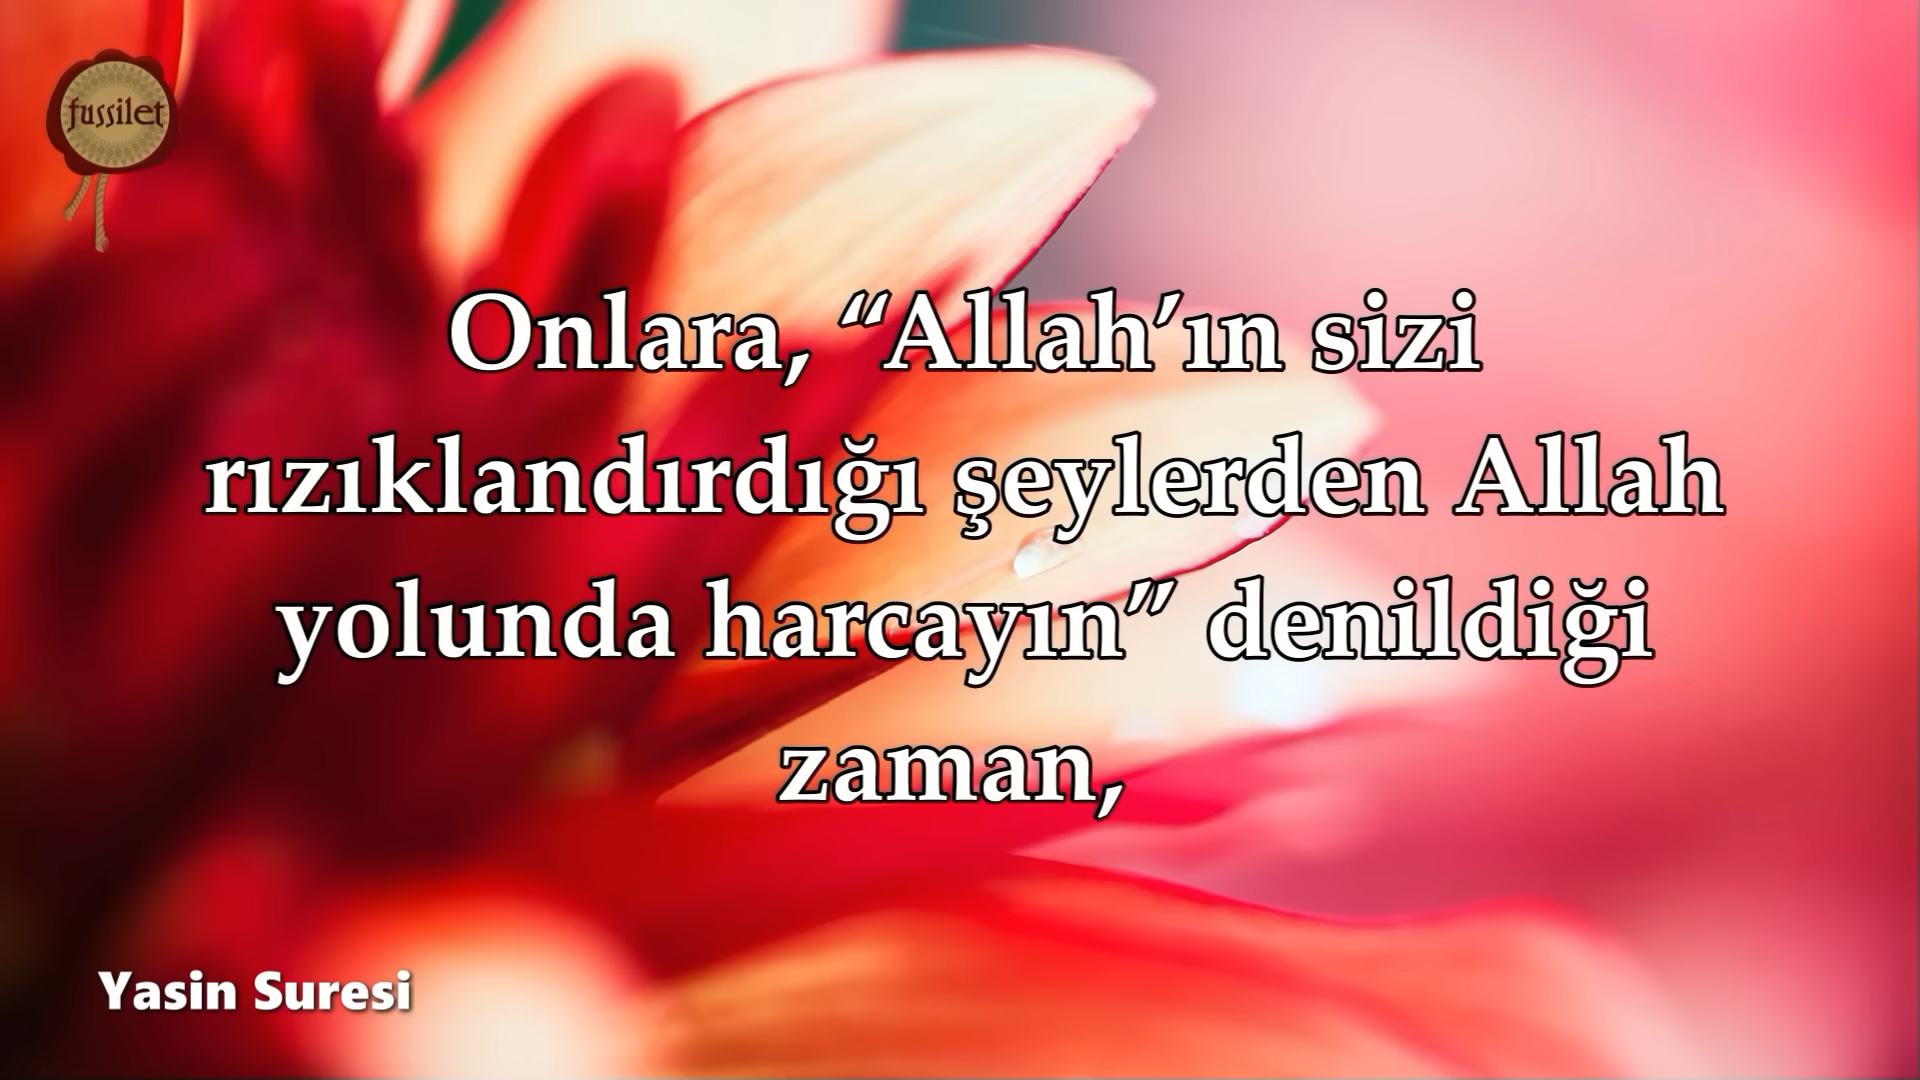 fussilet
Onlara, “Allah’ın sizi
rızıklandırdığı şeylerden Allah
yolunda harcayın” denildiği
zaman,
Yasin Suresi